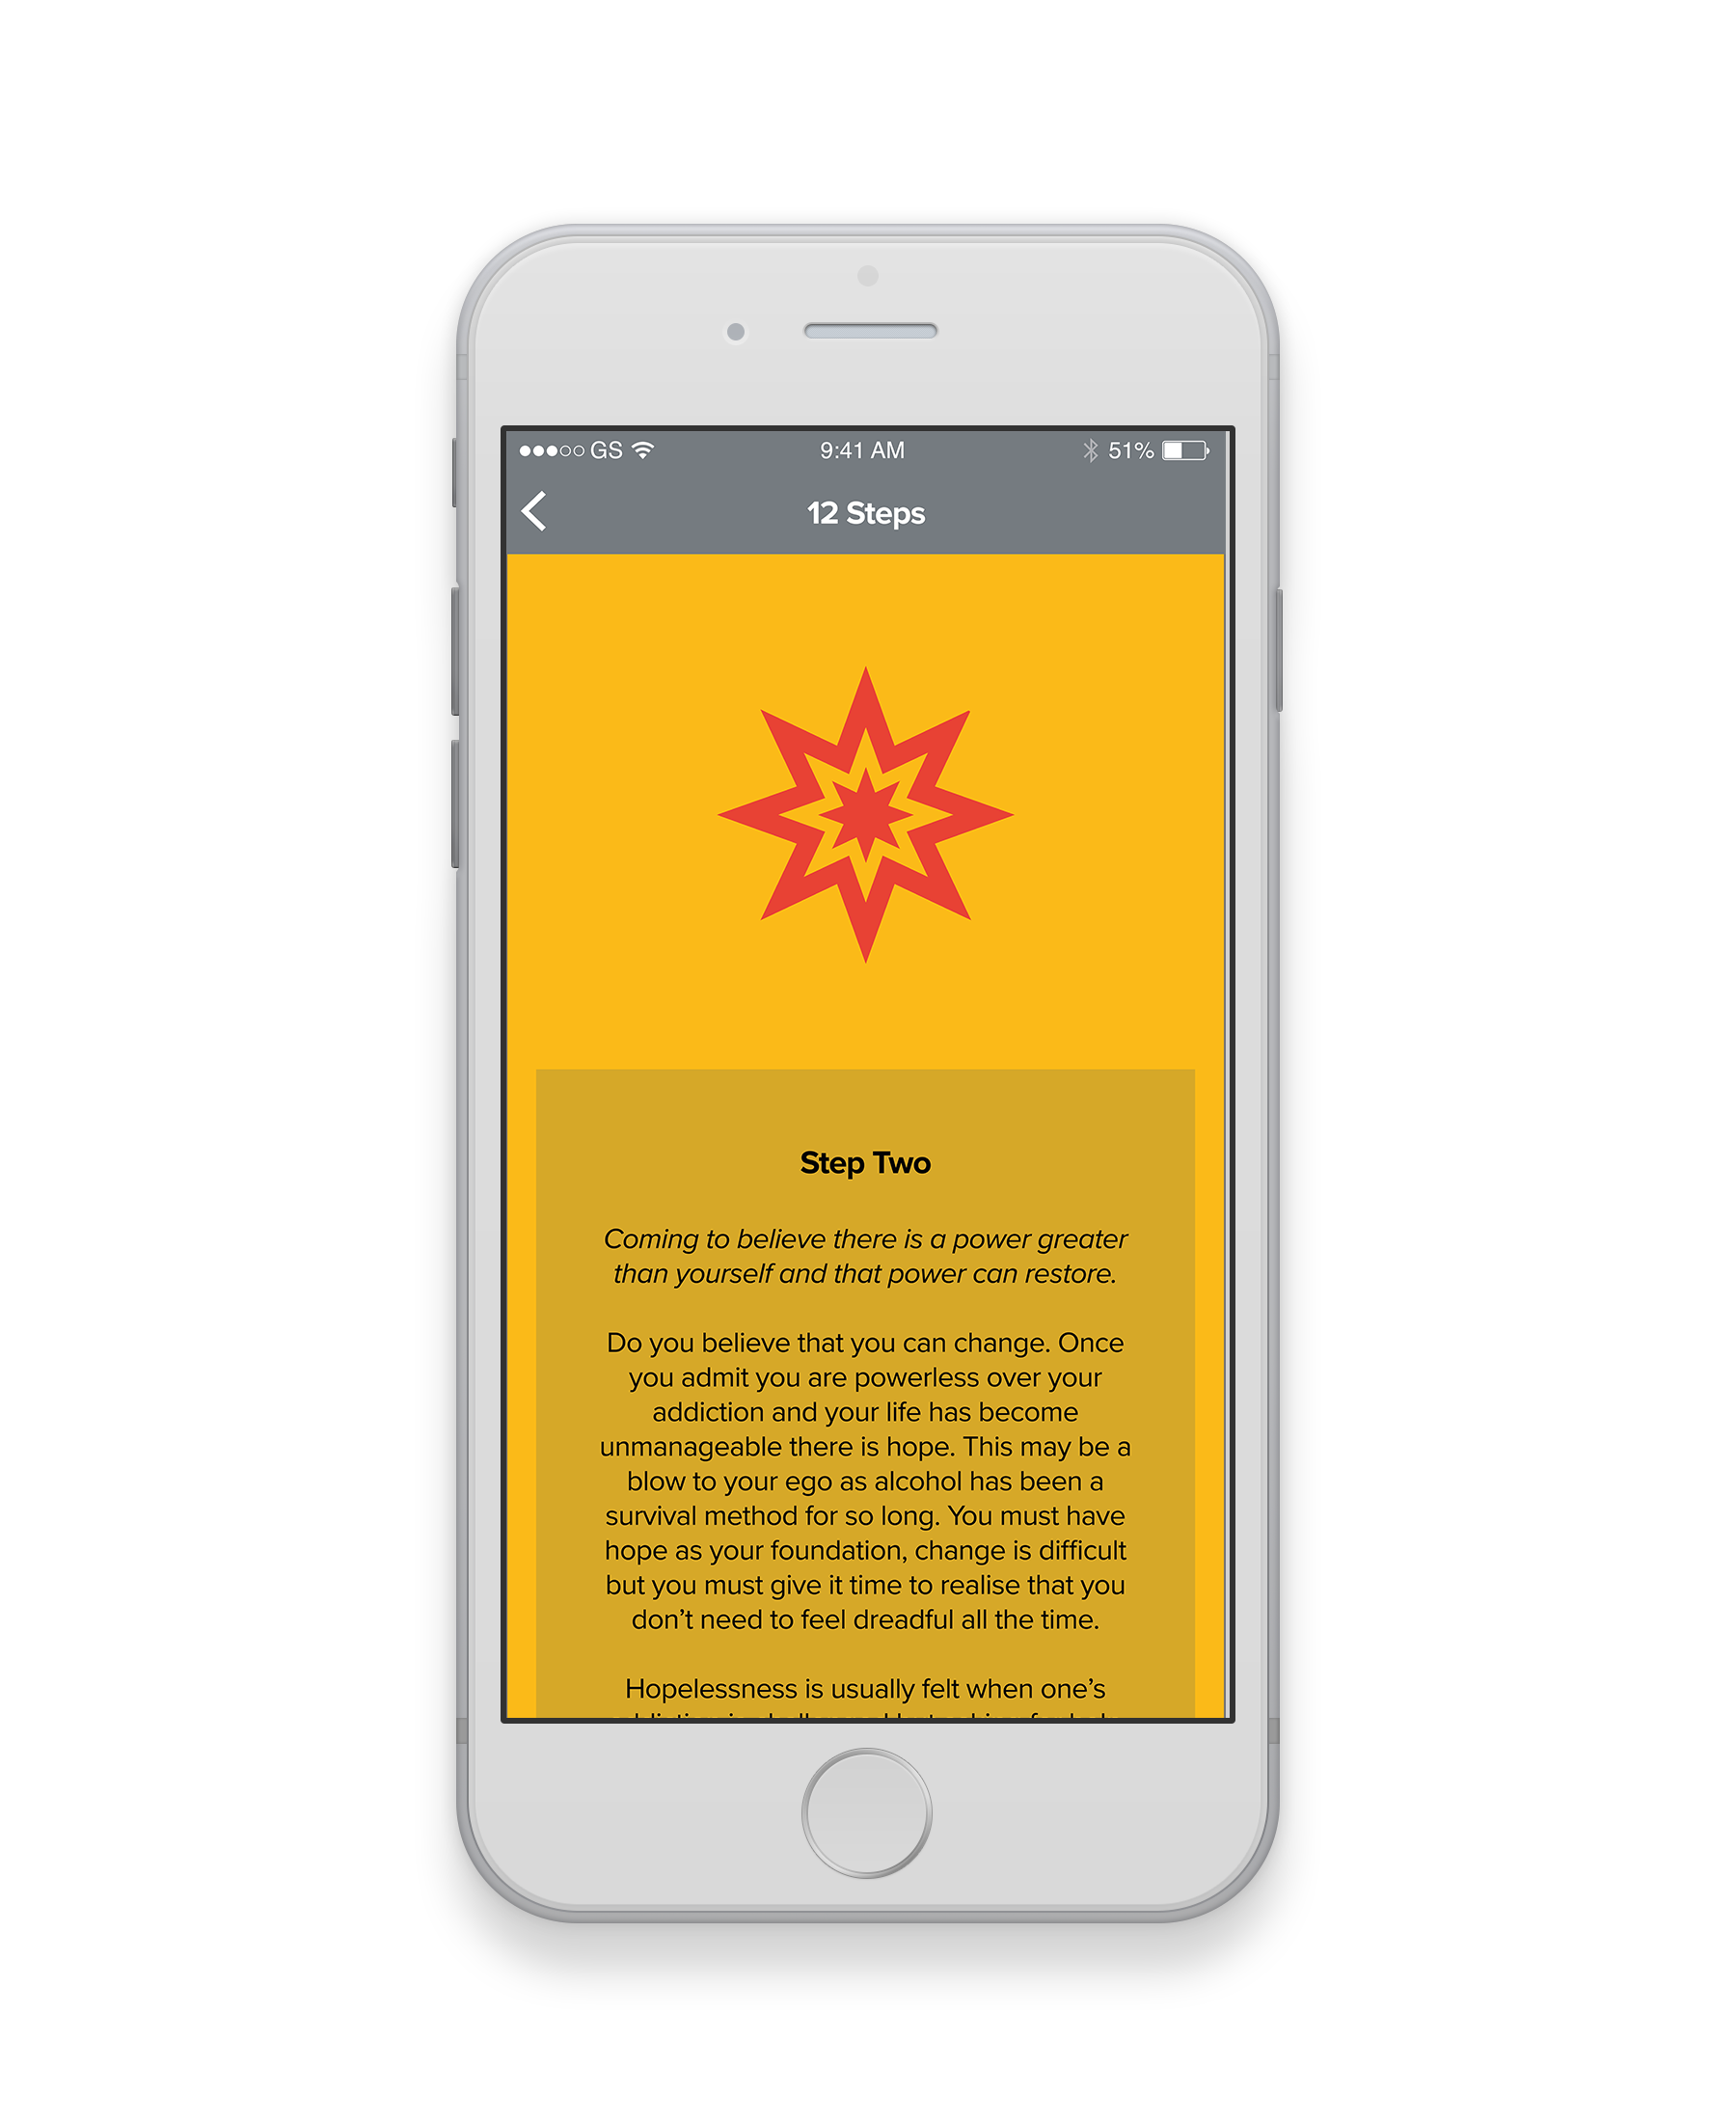 GS 9:41 AM 51%
12 Steps
Step Two
Coming to believe there is a power greater
than yourself and that power can restore.
Do you believe that you can change. Once
you admit you are powerless over your
addiction and your life has become
unmanageable there is hope. This may be a
blow to your ego as alcohol has been a
survival method for so long. You must have
hope as your foundation, change is difficult
but you must give it time to realise that you
don’t need to feel dreadful all the time.
Hopelessness is usually felt when one’s